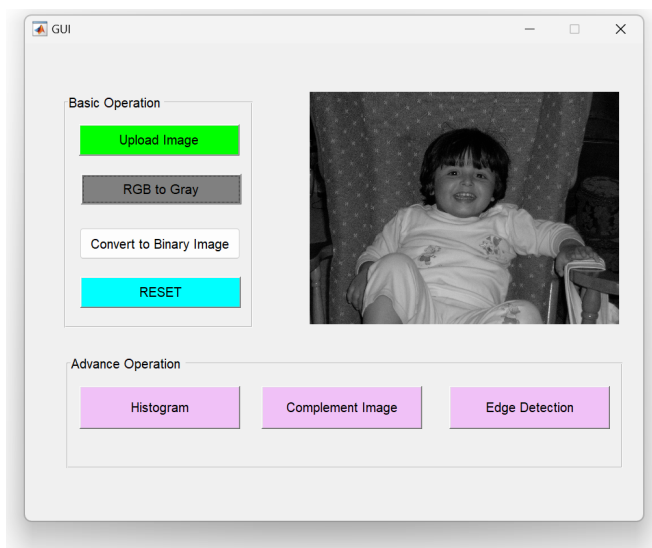 GUI
Basic Operation
Upload Image
RGB to Gray
Convert to Binary Image
RESET
Advance Operation
Histogram
Complement Image
Edge Detection